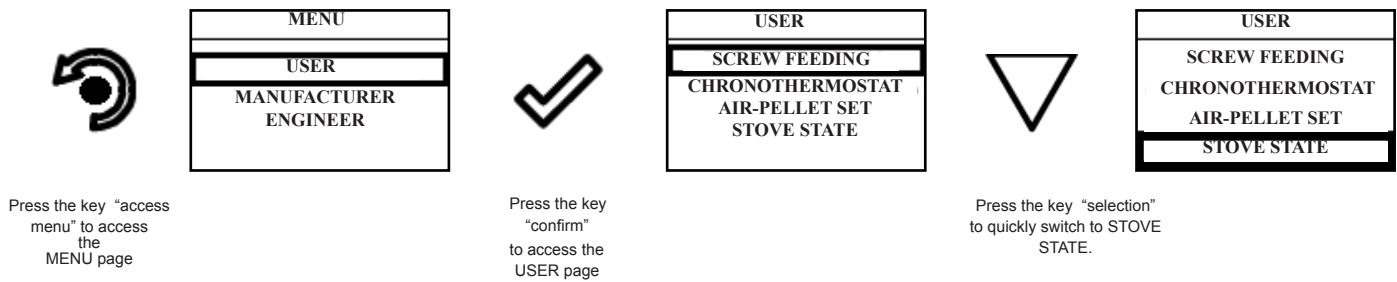 MENU
USER
MANUFACTURER
ENGINEER
USER
SCREW FEEDING
CHRONOTHERMOSTAT
AIR-PELLET SET
STOVE STATE
USER
SCREW FEEDING
CHRONOTHERMOSTAT
AIR-PELLET SET
STOVE STATE
Press the key “access
menu” to access
the
MENU page
Press the key
“confirm”
to access the
USER page
Press the key “selection”
to quickly switch to STOVE
STATE.